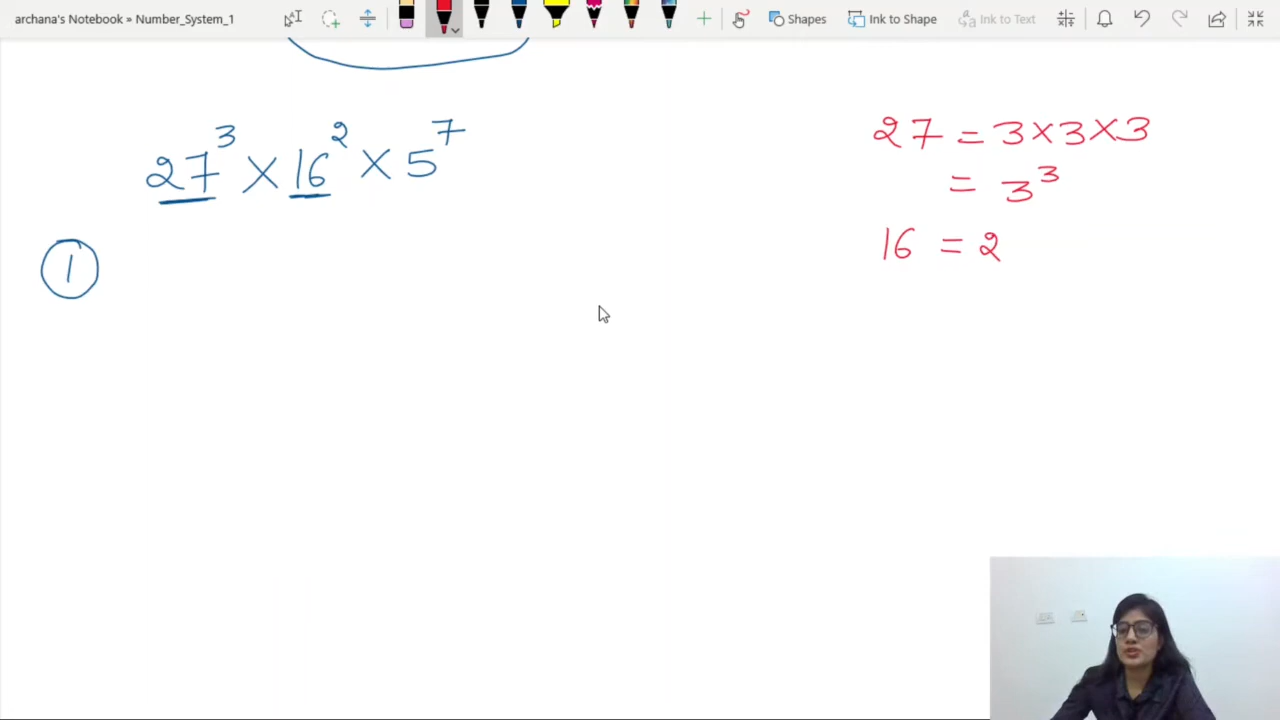 archana's Notebook » Number_System_1
Shapes
Ink to Shape
Ink to Text
27³ × 16² × 5⁷
①
27 = 3×3×3
= 3³
16 = 2